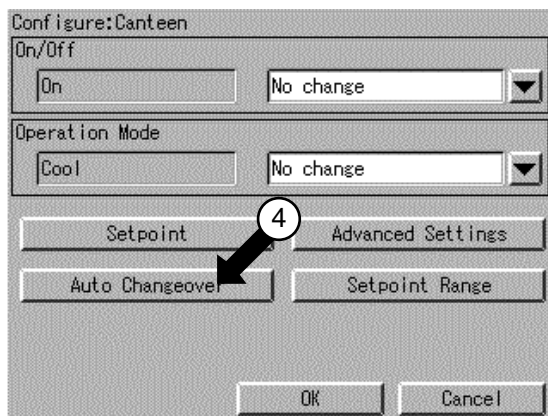 Configure:Canteen
On/Off
On No change
Operation Mode
Cool No change
4
Setpoint Advanced Settings
Auto Changeover Setpoint Range
OK Cancel